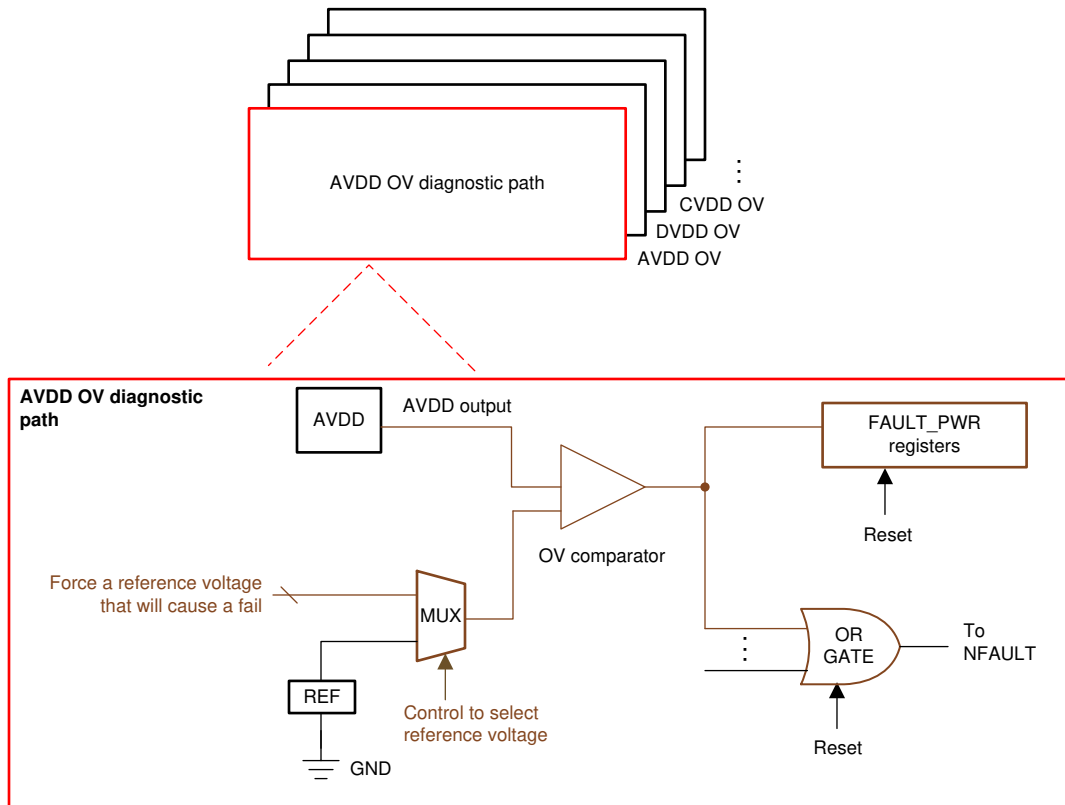 AVDD OV diagnostic path
⋮
CVDD OV
DVDD OV
AVDD OV
AVDD OV diagnostic
path
AVDD
AVDD output
FAULT_PWR
registers
Reset
OV comparator
Force a reference voltage
that will cause a fail
MUX
REF
GND
Control to select
reference voltage
⋮
OR
GATE
To
NFAULT
Reset